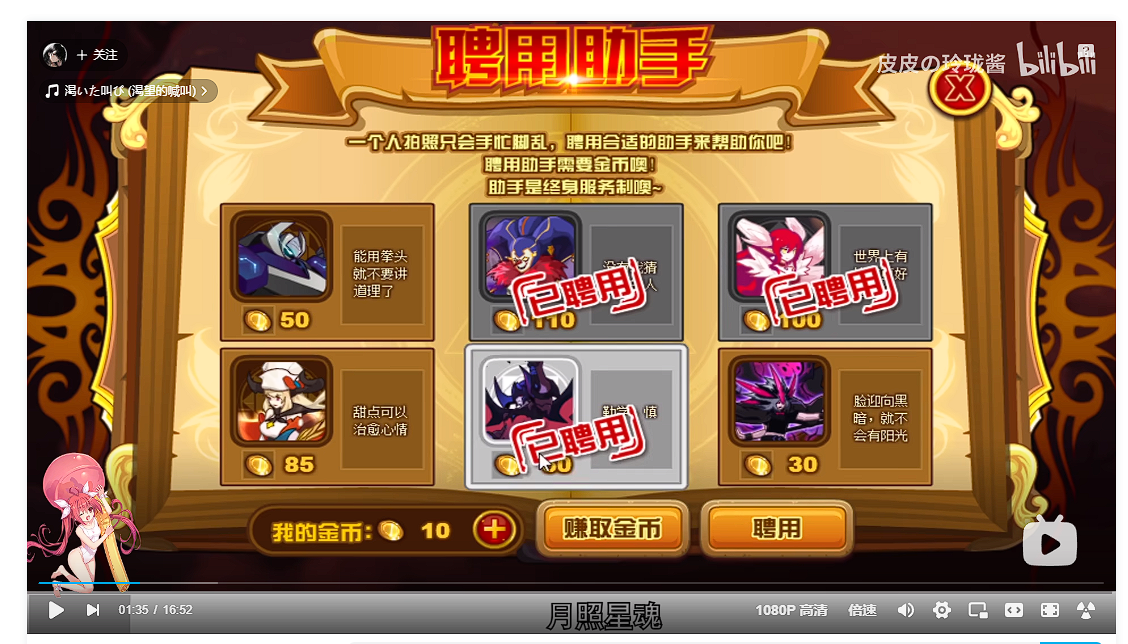 聘用助手
+ 关注
皮皮の玲珑酱 bilibili
渴いた叫び (渴望的喊叫)
X
一个人拍照只会手忙脚乱，聘用合适的助手来帮助你吧！
聘用助手需要金币噢！
助手是终身服务制噢~
能用拳头
就不要讲
道理了
50
已聘用
110
世界上有
好
已聘用
100
甜点可以
治愈心情
85
已聘用
脸迎向黑
暗，就不
会有阳光
30
我的金币：10
赚取金币
聘用
01:35 / 16:52
月照星魂
1080P 高清
倍速